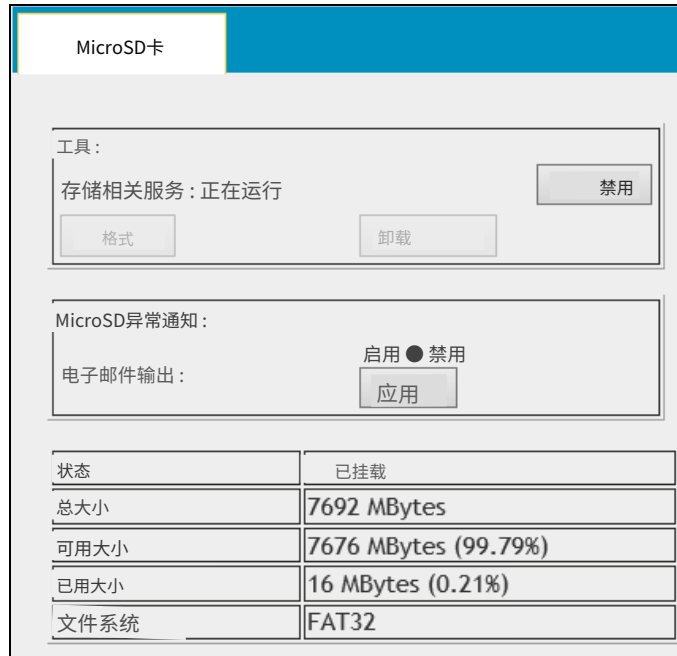 MicroSD卡
工具 :
存储相关服务 : 正在运行
禁用
格式
卸载
MicroSD异常通知 :
启用 ● 禁用
电子邮件输出 :
应用
状态 已挂载
总大小 7692 MBytes
可用大小 7676 MBytes (99.79%)
已用大小 16 MBytes (0.21%)
文件系统 FAT32